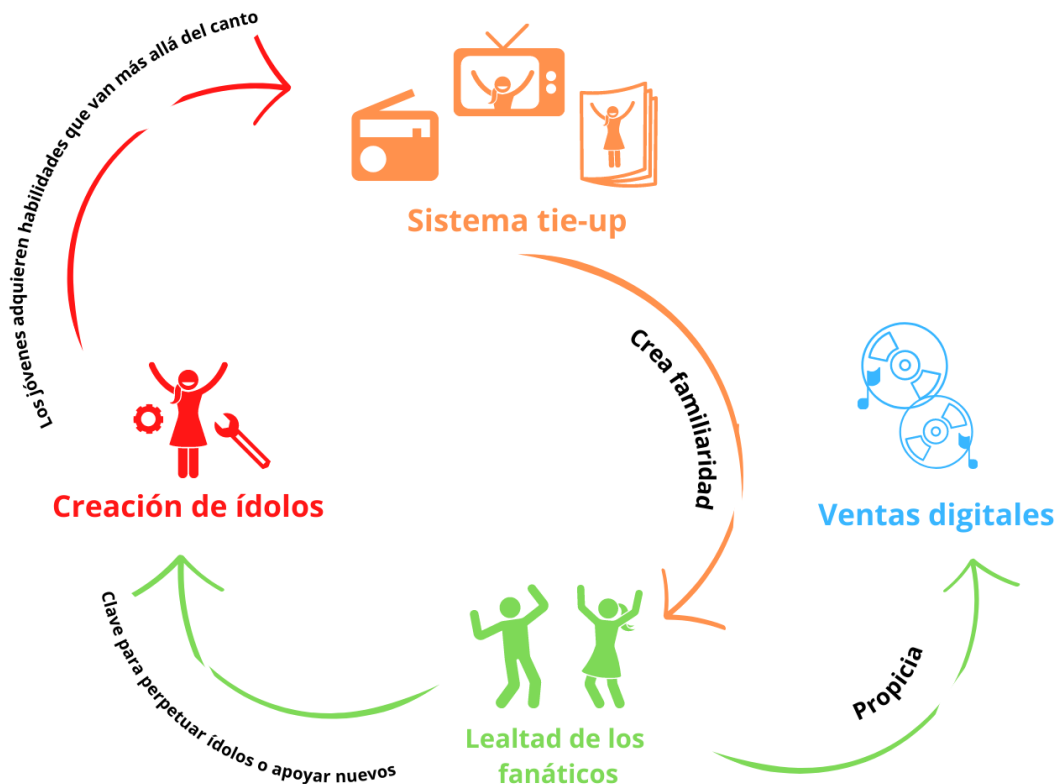 Los jóvenes adquieren habilidades que van más allá del canto
Sistema tie-up
Crea familiaridad
Creación de ídolos
Ventas digitales
Clave para perpetuar ídolos o apoyar nuevos
Propicia
Lealtad de los
fanáticos